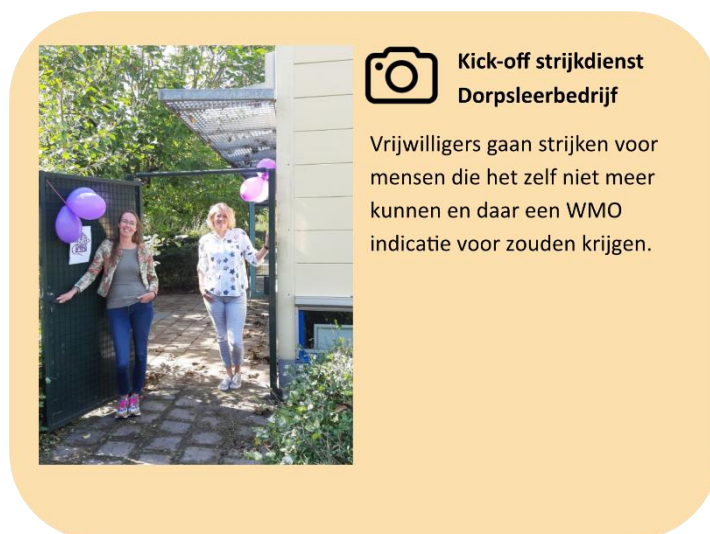 Kick-off strijkdienst
Dorpsleerbedrijf
Vrijwilligers gaan strijken voor
mensen die het zelf niet meer
kunnen en daar een WMO
indicatie voor zouden krijgen.